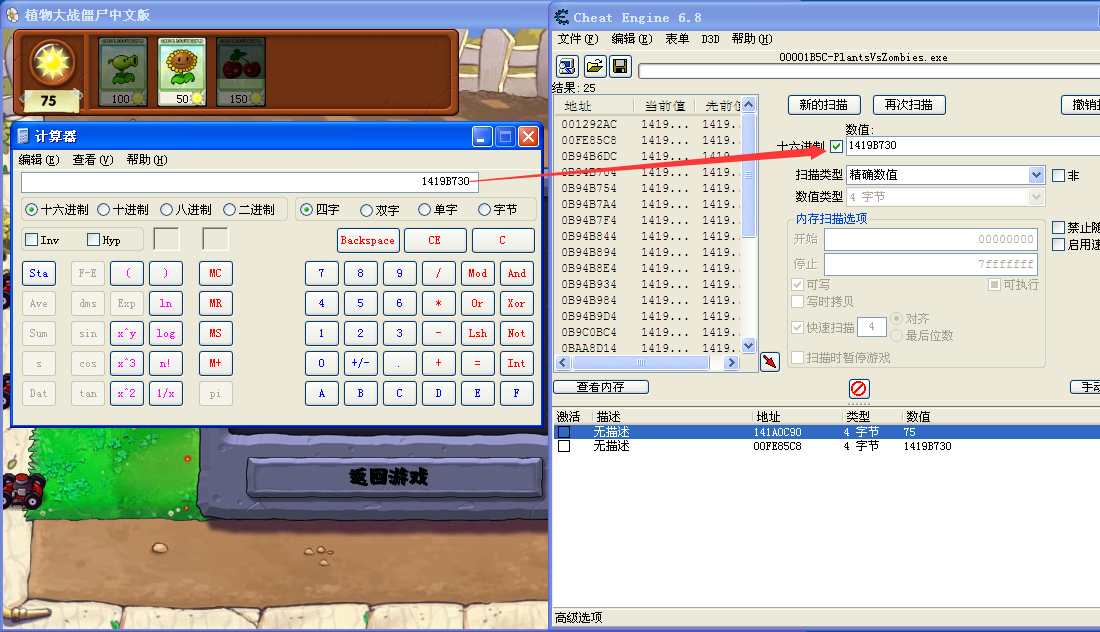 植物大战僵尸中文版
75
100
50
150
计算器
编辑(E) 查看(V) 帮助(H)
1419B730
十六进制 十进制 八进制 二进制 四字 双字 单字 字节
Inv Hyp Backspace CE C
Sta F-E ( ) MC 7 8 9 / Mod And
Ave dms Exp ln MR 4 5 6 * Or Xor
Sum sin x^y log MS 1 2 3 - Lsh Not
s cos x^3 n! M+ 0 +/- . + = Int
Dat tan x^2 1/x pi A B C D E F
返回游戏
Cheat Engine 6.8
文件(F) 编辑(E) 表单 D3D 帮助(H)
00001B5C-PlantsVsZombies.exe
结果: 25
地址 当前值 先前值
001292AC 1419... 1419...
00FE85C8 1419... 1419...
0B94B6DC 1419... 1419...
0B94B704 1419... 1419...
0B94B754 1419... 1419...
0B94B7A4 1419... 1419...
0B94B7F4 1419... 1419...
0B94B844 1419... 1419...
0B94B894 1419... 1419...
0B94B8E4 1419... 1419...
0B94B934 1419... 1419...
0B94B984 1419... 1419...
0B94B9D4 1419... 1419...
0B9C0BC4 1419... 1419...
0BAA8D14 1419... 1419...
新的扫描 再次扫描 撤销扫
数值:
十六进制 1419B730
扫描类型 精确数值 非
数值类型 4 字节
内存扫描选项
开始 00000000
停止 7fffffff
可写 可执行
写时拷贝
快速扫描 4 对齐
最后位数
扫描时暂停游戏
禁止随
启用速
查看内存 手动
激活 描述 地址 类型 数值
无描述 141A0C90 4 字节 75
无描述 00FE85C8 4 字节 1419B730
高级选项